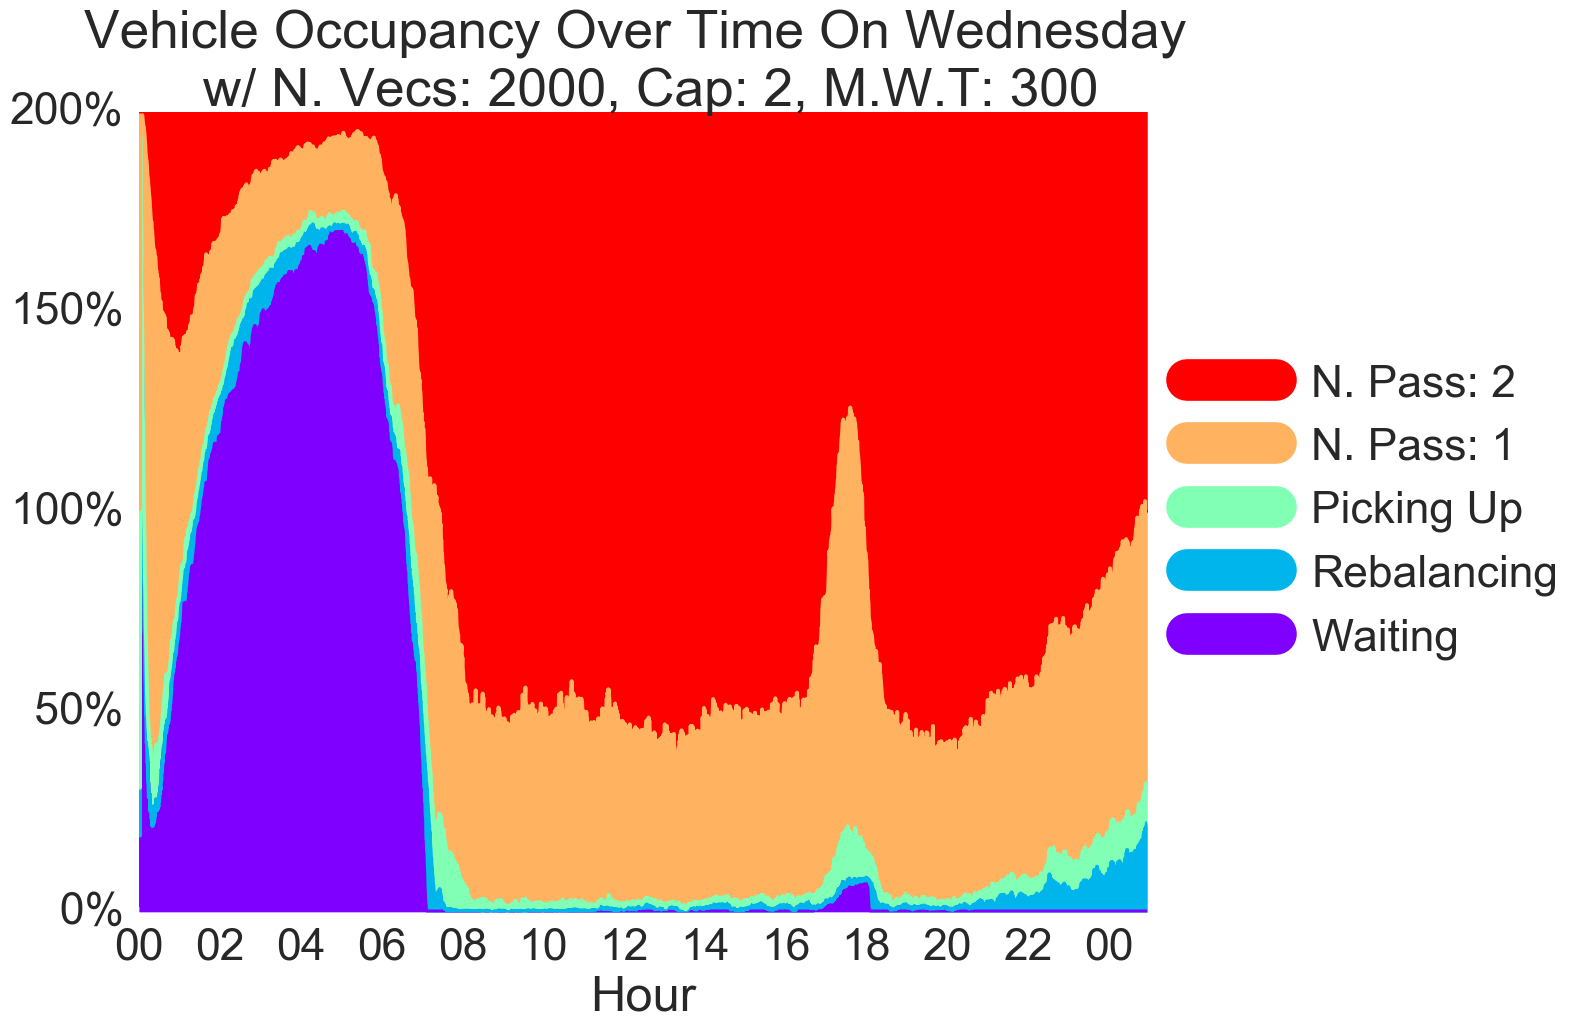 Vehicle Occupancy Over Time On Wednesday
w/ N. Vecs: 2000, Cap: 2, M.W.T: 300
200%
150%
100%
50%
0%
00 02 04 06 08 10 12 14 16 18 20 22 00
Hour
N. Pass: 2
N. Pass: 1
Picking Up
Rebalancing
Waiting